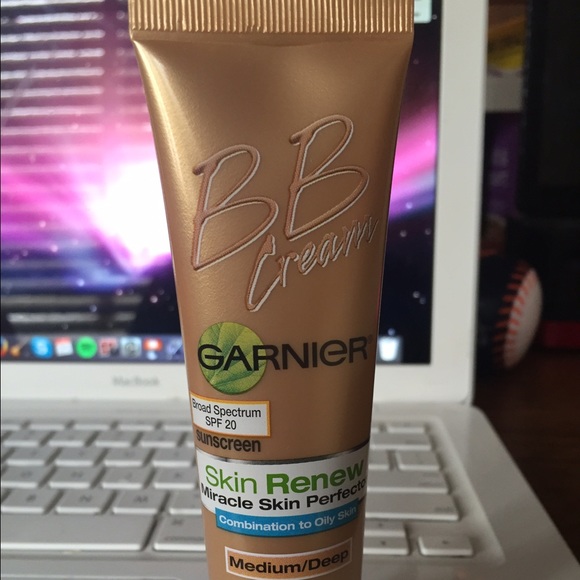 BB
Cream
GARNIER
Broad Spectrum
SPF 20
sunscreen
Skin Renew
Miracle Skin Perfecto
Combination to Oily Skin
Medium/Deep
MacBook